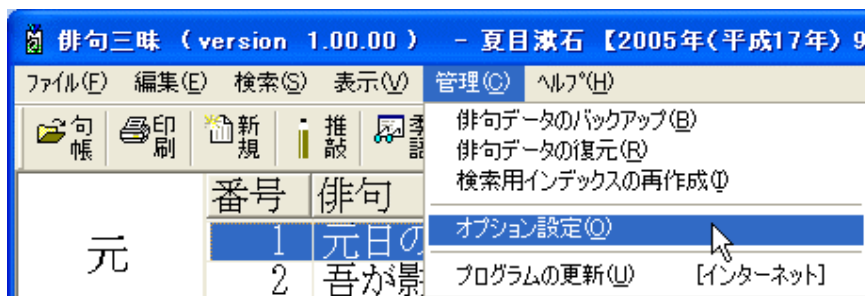 俳句三昧 (version 1.00.00) - 夏目漱石 【2005年(平成17年) 9
ファイル(F) 編集(E) 検索(S) 表示(V) 管理(C) ヘルプ(H)
句帳 印刷 新規 推敲 季語
俳句データのバックアップ(B)
俳句データの復元(R)
検索用インデックスの再作成(I)
オプション設定(O)
プログラムの更新(U) [インターネット]
番号 俳句
元
1 元日の
2 吾が影